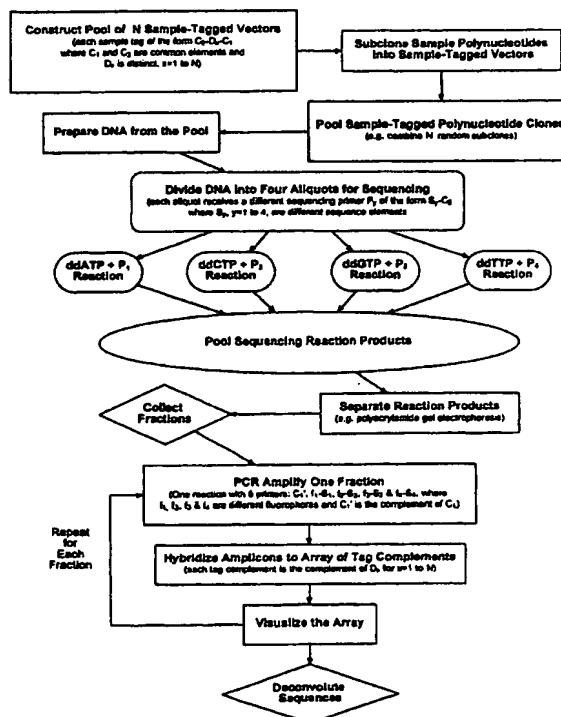 Construct Pool of N Sample-Tagged Vectors
(each sample tag of the form C₀-Dₓ-C₁
where C₁ and C₂ are common elements and
Dₓ is distinct, x=1 to N)
Subclone Sample Polynucleotides
Into Sample-Tagged Vectors
Prepare DNA from the Pool
Pool Sample-Tagged Polynucleotide Clones
(e.g. combine N random subclones)
Divide DNA into Four Aliquots for Sequencing
(each aliquot receives a different sequencing primer Pᵧ of the form Sᵧ-C₀
where Sᵧ, y=1 to 4, are different sequence elements
ddATP + P₁
Reaction
ddCTP + P₂
Reaction
ddGTP + P₃
Reaction
ddTTP + P₄
Reaction
Pool Sequencing Reaction Products
Collect
Fractions
Separate Reaction Products
(e.g. polyacrylamide gel electrophoresis)
PCR Amplify One Fraction
(One reaction with 5 primers: C₁', f₁-S₁, f₂-S₂, f₃-S₃ & f₄-S₄, where
f₁, f₂, f₃ & f₄ are different fluorophores and C₁' is the complement of C₁)
Repeat
for
Each
Fraction
Hybridize Amplicons to Array of Tag Complements
(each tag complement is the complement of Dₓ for x=1 to N)
Visualize the Array
Deconvolute
Sequences